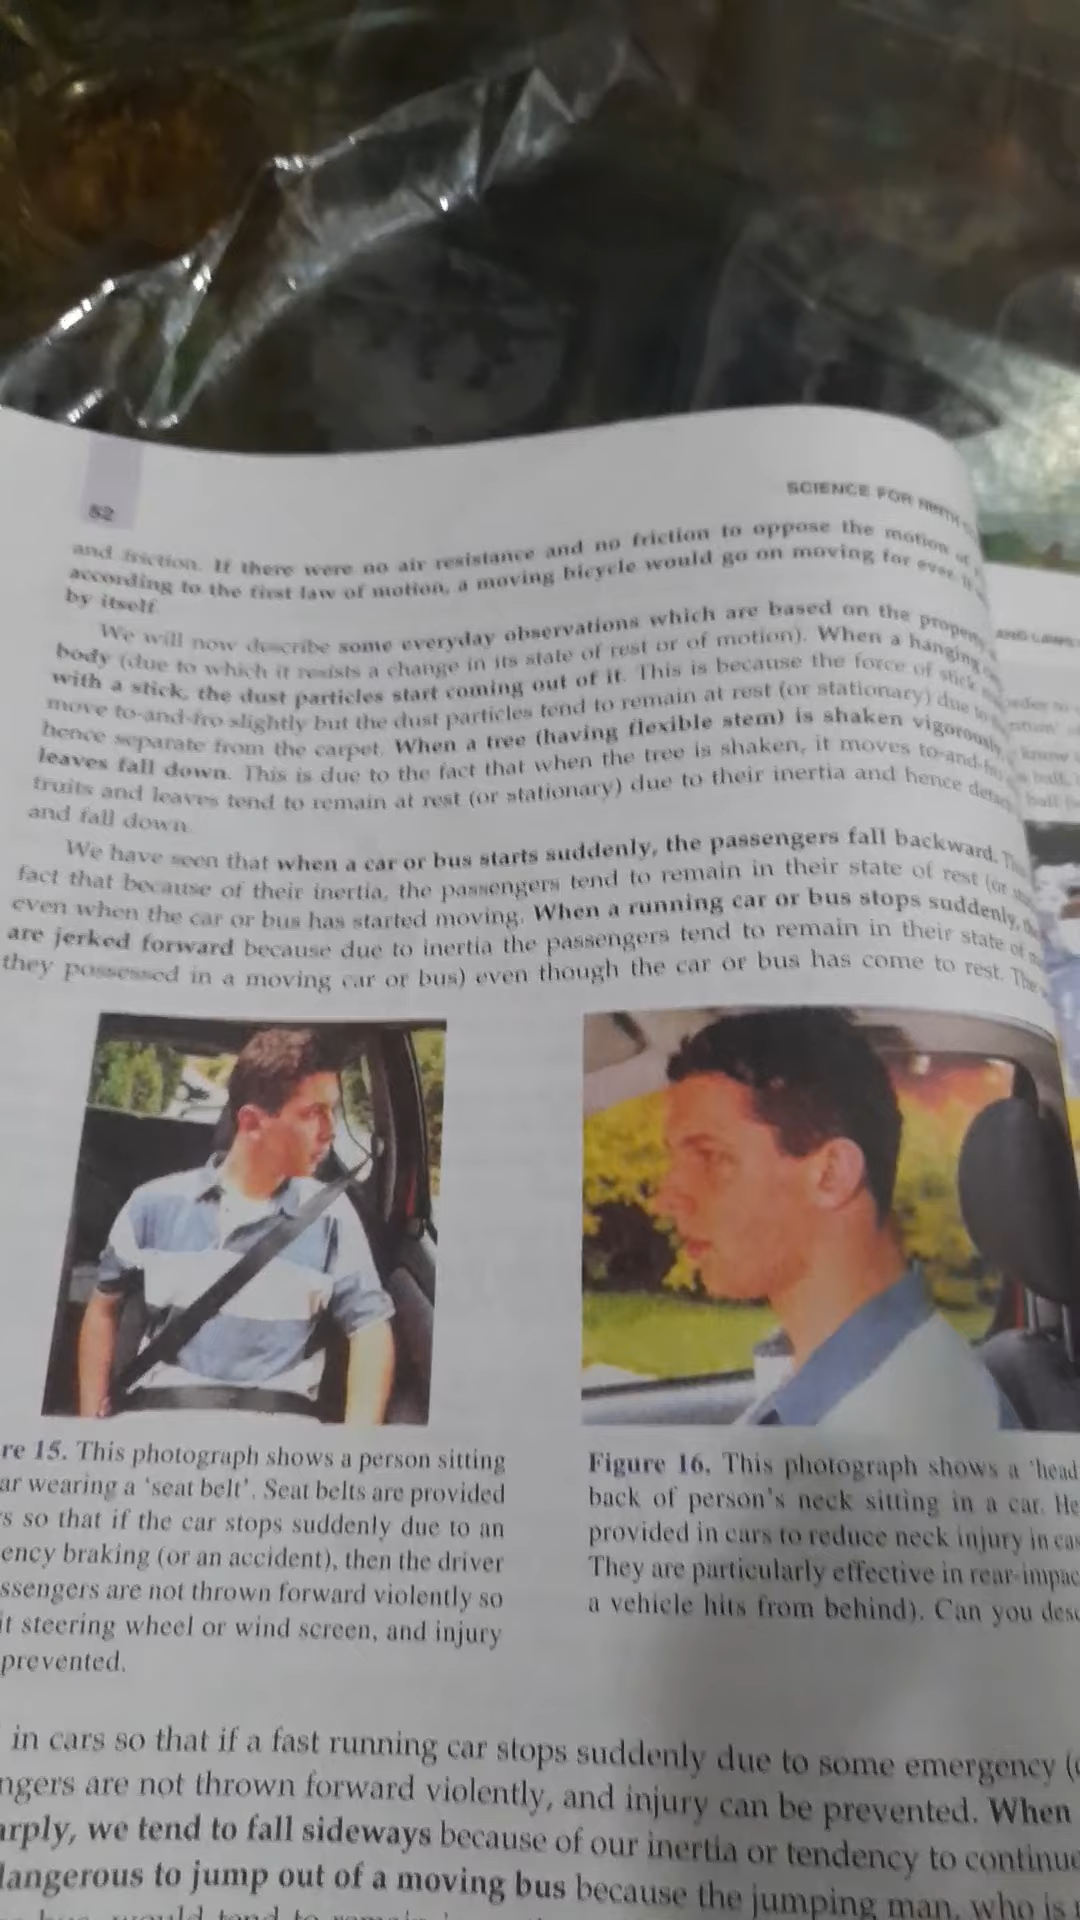 52
SCIENCE FOR NINTH
and friction. If there were no air resistance and no friction to oppose the motion of
according to the first law of motion, a moving bicycle would go on moving for ever.
by itself.
We will now describe some everyday observations which are based on the property
body (due to which it resists a change in its state of rest or of motion). When a hanging
with a stick, the dust particles start coming out of it. This is because the force of stick
move to-and-fro slightly but the dust particles tend to remain at rest (or stationary) due to
hence separate from the carpet. When a tree (having flexible stem) is shaken vigorously,
leaves fall down. This is due to the fact that when the tree is shaken, it moves to-and-fro
fruits and leaves tend to remain at rest (or stationary) due to their inertia and hence
and fall down.
We have seen that when a car or bus starts suddenly, the passengers fall backward.
fact that because of their inertia, the passengers tend to remain in their state of rest (or
even when the car or bus has started moving. When a running car or bus stops suddenly,
are jerked forward because due to inertia the passengers tend to remain in their state of
they possessed in a moving car or bus) even though the car or bus has come to rest. The
re 15. This photograph shows a person sitting
ar wearing a 'seat belt'. Seat belts are provided
s so that if the car stops suddenly due to an
ency braking (or an accident), then the driver
ssengers are not thrown forward violently so
it steering wheel or wind screen, and injury
prevented.
Figure 16. This photograph shows a 'head
back of person's neck sitting in a car. He
provided in cars to reduce neck injury in
They are particularly effective in rear-impac
a vehicle hits from behind). Can you desc
in cars so that if a fast running car stops suddenly due to some emergency
ngers are not thrown forward violently, and injury can be prevented. When
arply, we tend to fall sideways because of our inertia or tendency to continue
dangerous to jump out of a moving bus because the jumping man, who is
would tend to remain